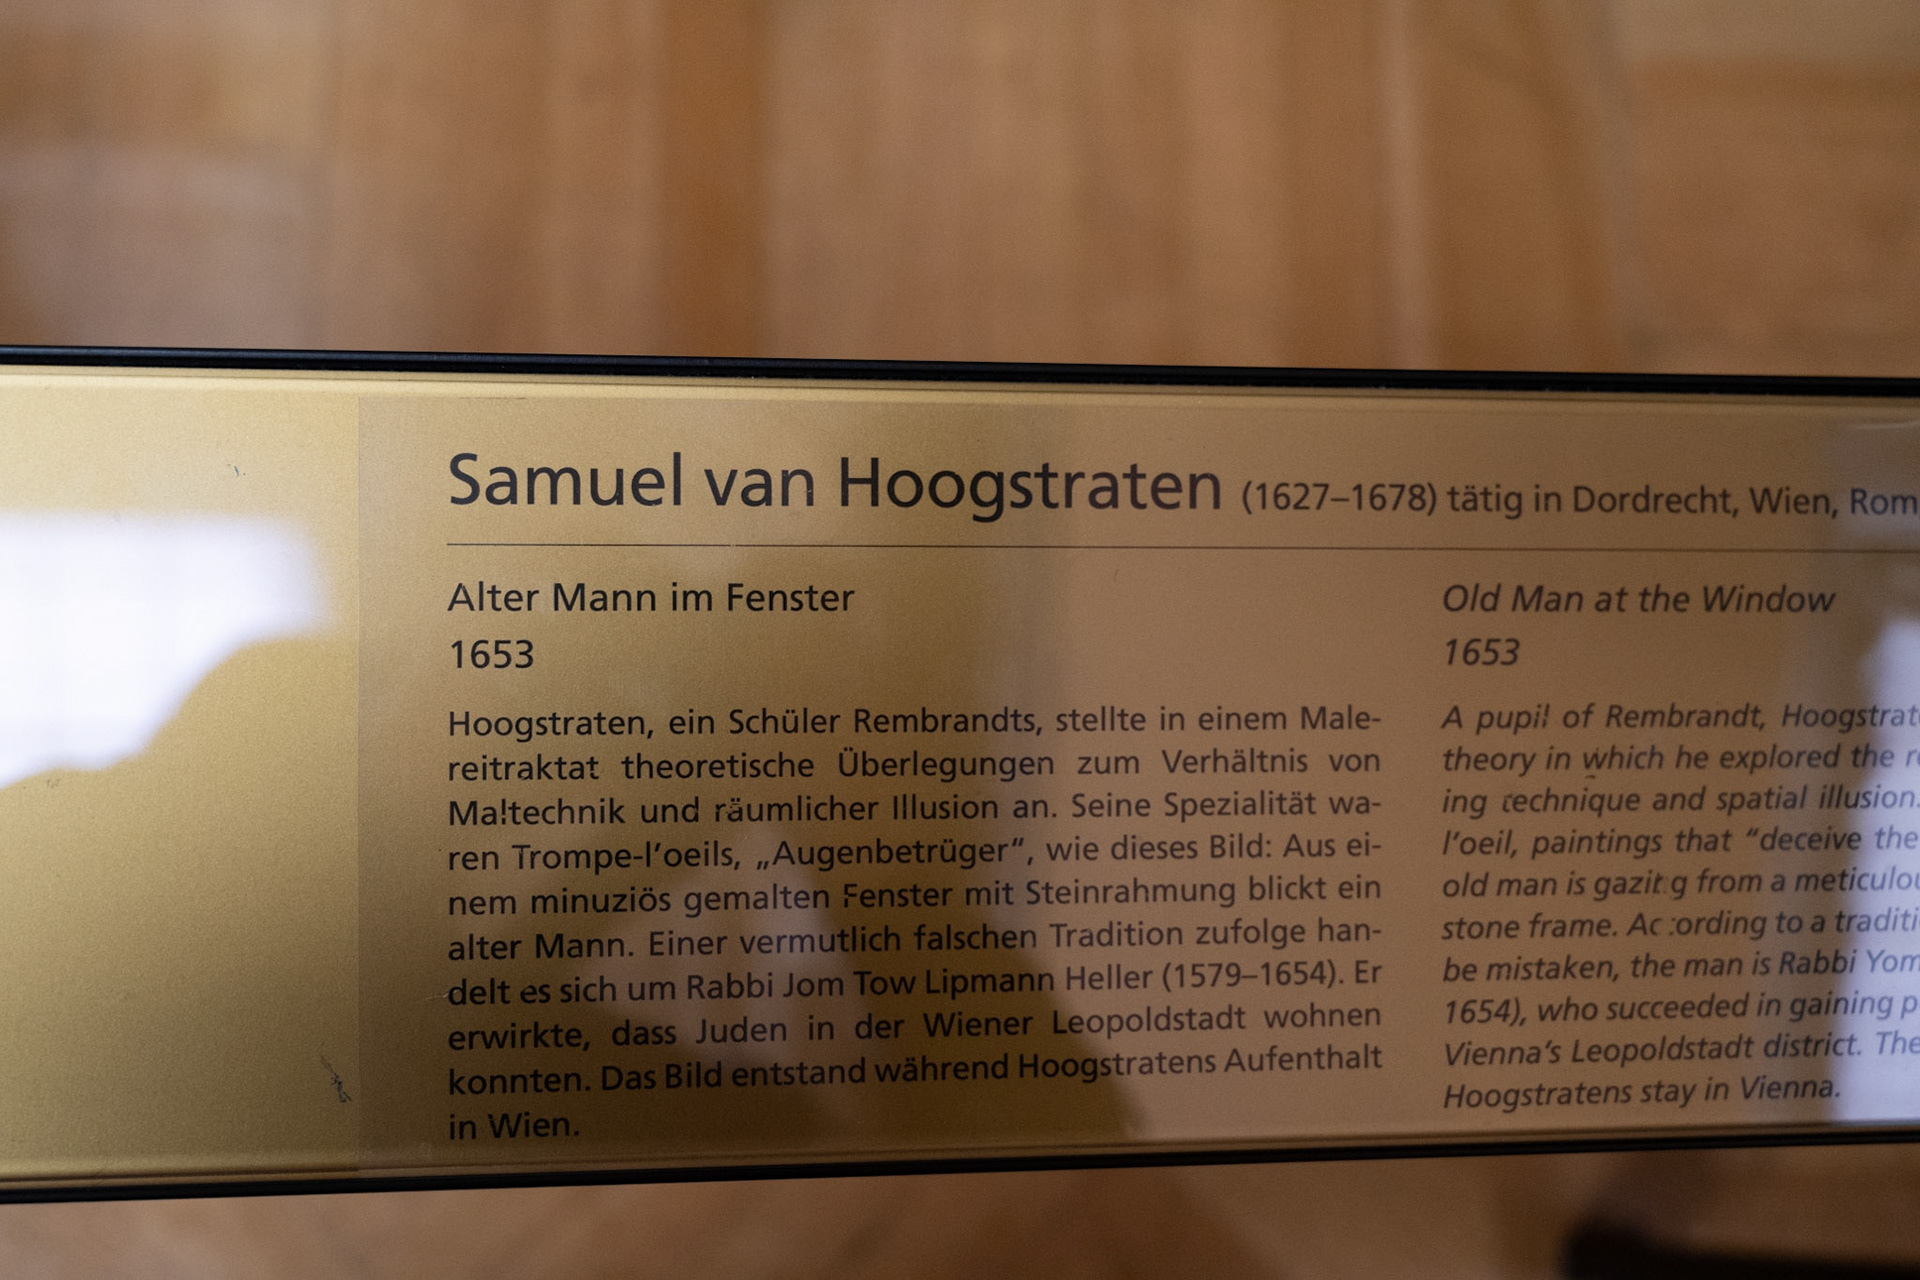 Samuel van Hoogstraten (1627–1678) tätig in Dordrecht, Wien, Rom
Alter Mann im Fenster
1653
Hoogstraten, ein Schüler Rembrandts, stellte in einem Male-
reitraktat theoretische Überlegungen zum Verhältnis von
Maltechnik und räumlicher Illusion an. Seine Spezialität wa-
ren Trompe-l’oeils, „Augenbetrüger“, wie dieses Bild: Aus ei-
nem minuziös gemalten Fenster mit Steinrahmung blickt ein
alter Mann. Einer vermutlich falschen Tradition zufolge han-
delt es sich um Rabbi Jom Tow Lipmann Heller (1579–1654). Er
erwirkte, dass Juden in der Wiener Leopoldstadt wohnen
konnten. Das Bild entstand während Hoogstratens Aufenthalt
in Wien.
Old Man at the Window
1653
A pupil of Rembrandt,
theory in which he explored the
ing technique and spatial illusion.
l’oeil, paintings that “deceive the
old man is gazing from a
stone frame. According to a
be mistaken, the man is Rabbi Yom
1654), who succeeded in gaining
Vienna’s Leopoldstadt district. The
Hoogstratens stay in Vienna.